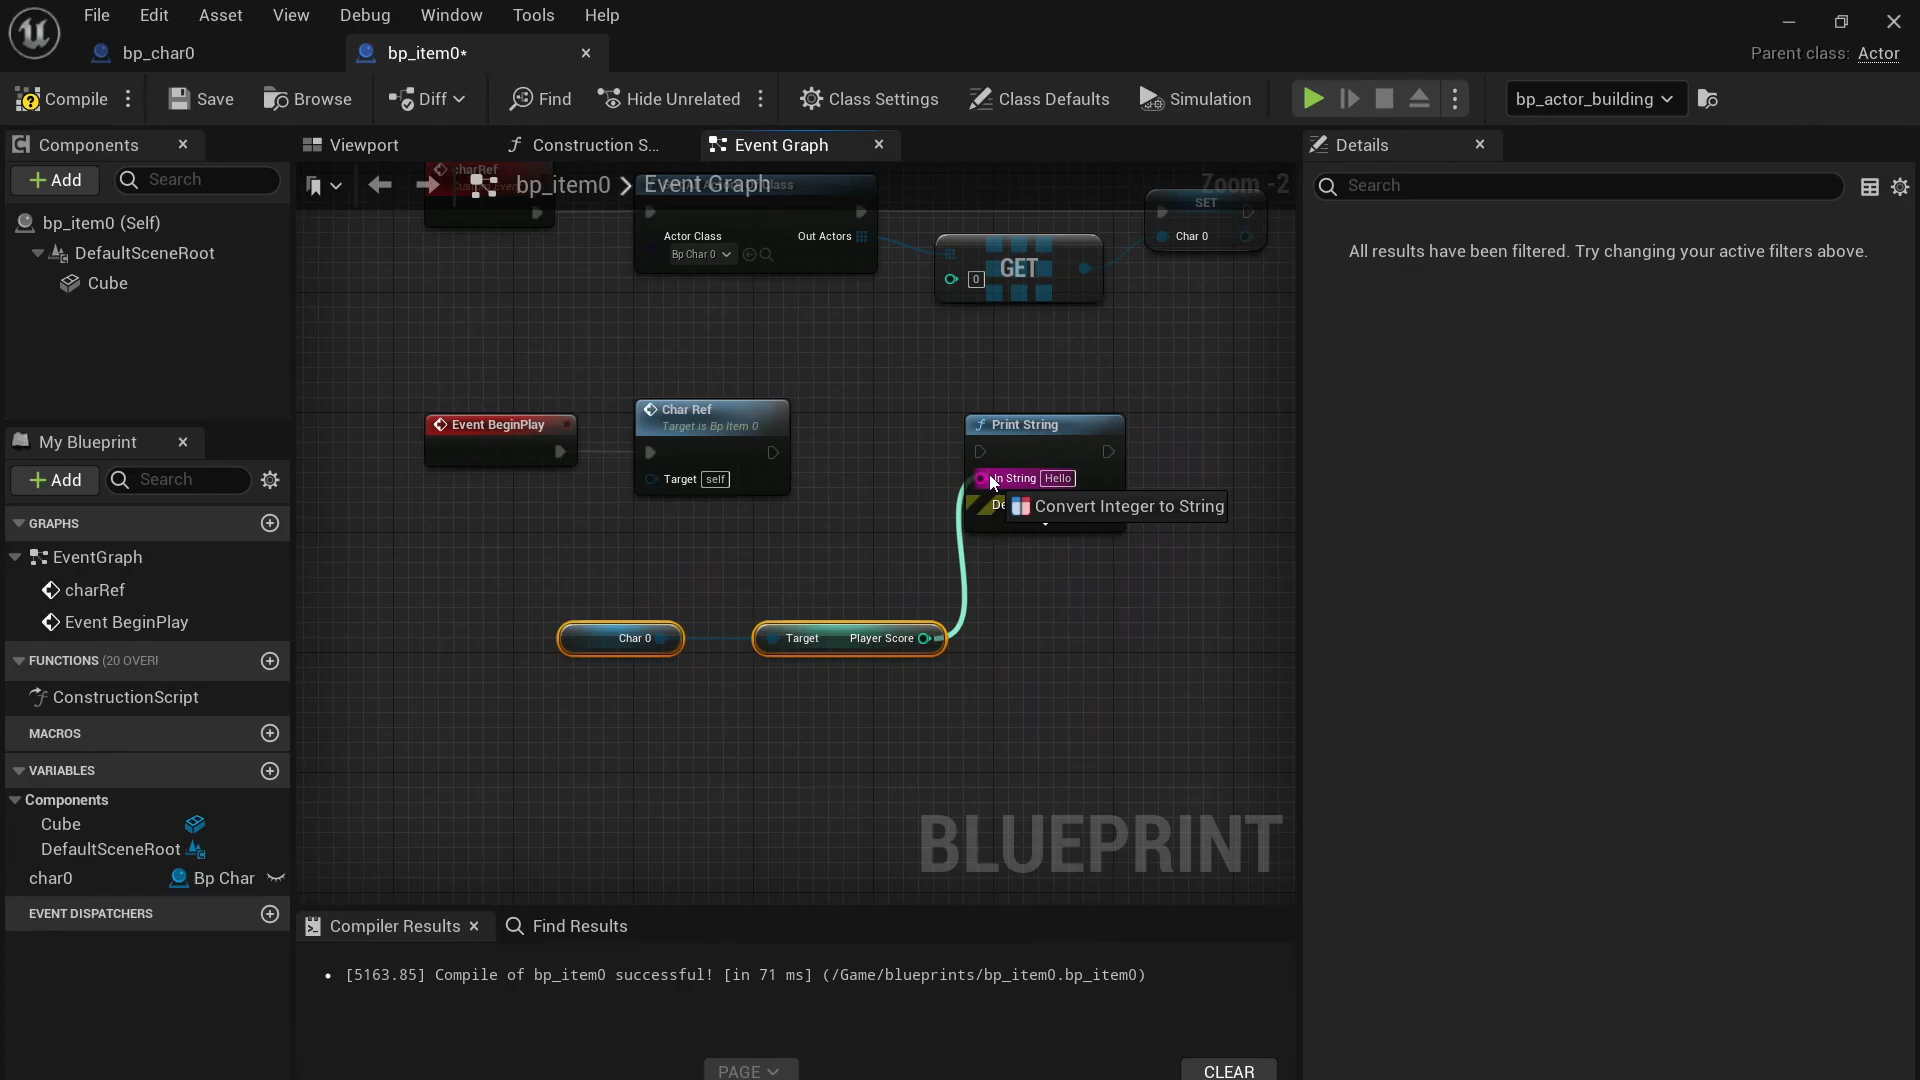 File Edit Asset View Debug Window Tools Help
bp_char0
bp_item0*
Parent class: Actor
Compile
Save
Browse
Diff
Find
Hide Unrelated
Class Settings
Class Defaults
Simulation
bp_actor_building
Components
Viewport
Construction S...
Event Graph
Details
+ Add
Search
bp_item0 > Event Graph
Zoom -2
Search
bp_item0 (Self)
DefaultSceneRoot
Cube
All results have been filtered. Try changing your active filters above.
charRef
Custom Event
Actor Class
Bp Char 0
Out Actors
GET
0
SET
Char 0
My Blueprint
+ Add
Search
GRAPHS
EventGraph
charRef
Event BeginPlay
FUNCTIONS (20 OVERI
ConstructionScript
MACROS
VARIABLES
Components
Cube
DefaultSceneRoot
char0
Bp Char
EVENT DISPATCHERS
Event BeginPlay
Char Ref
Target is Bp Item 0
Target self
Print String
In String Hello
De
Convert Integer to String
Char 0
Target Player Score
BLUEPRINT
Compiler Results
Find Results
• [5163.85] Compile of bp_item0 successful! [in 71 ms] (/Game/blueprints/bp_item0.bp_item0)
PAGE
CLEAR